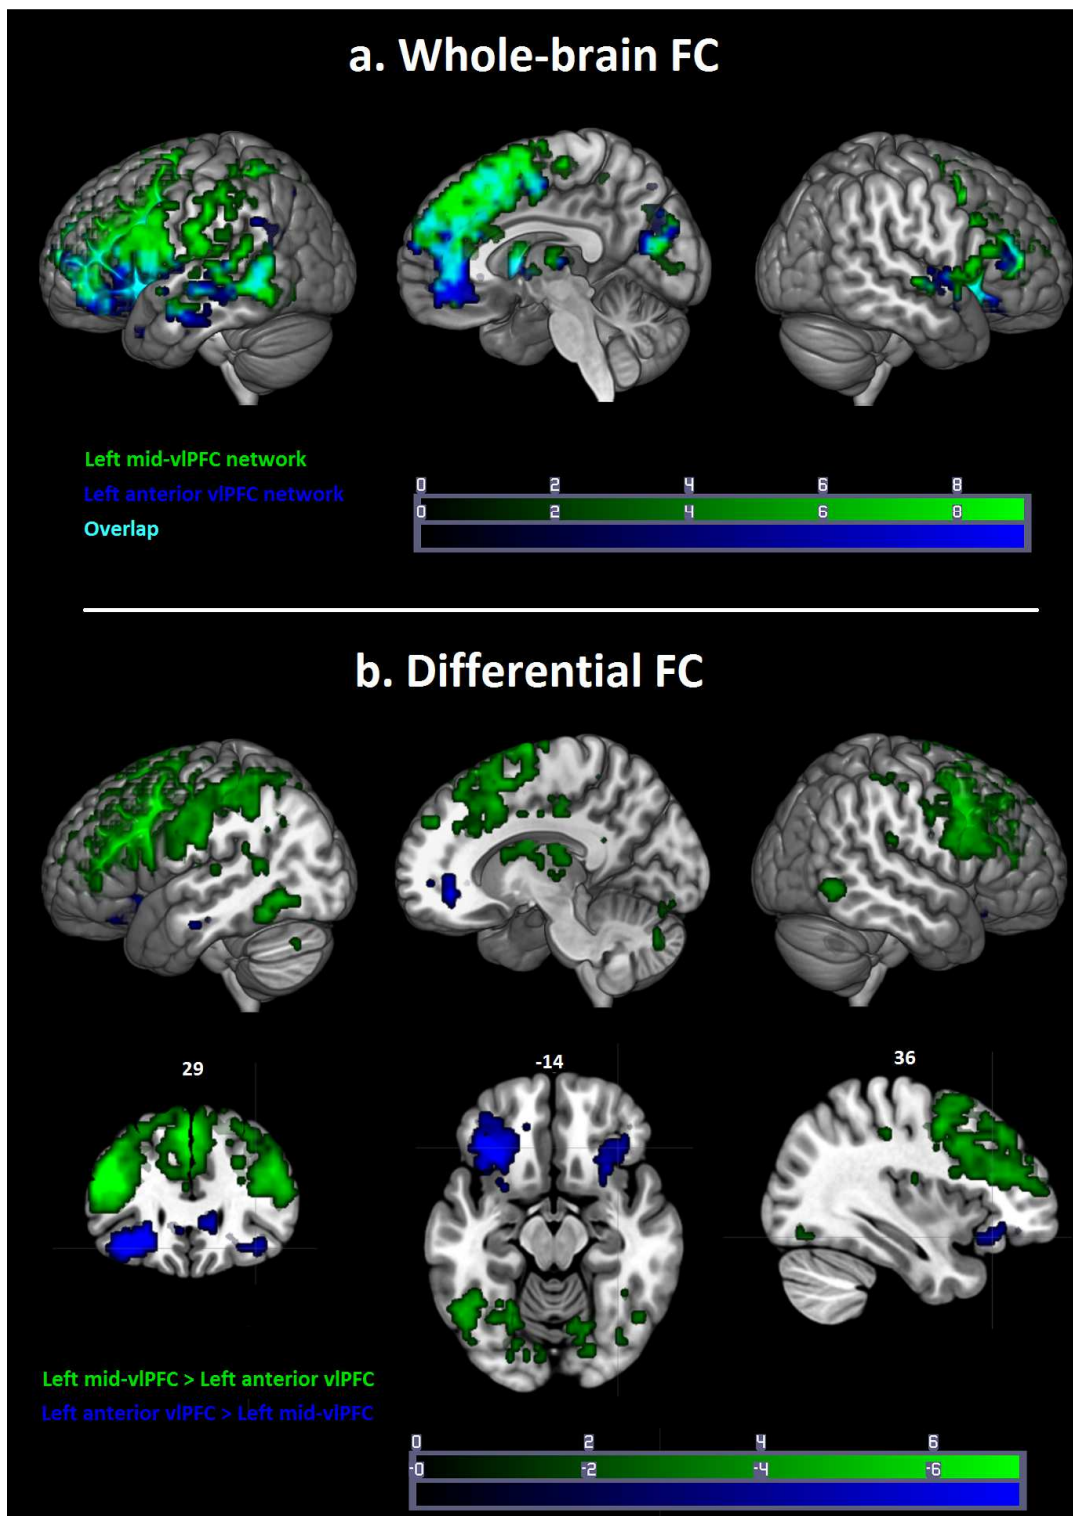 a. Whole-brain FC
Left mid-vlPFC network
Left anterior vlPFC network
Overlap
0 2 4 6 8
0 2 4 6 8
b. Differential FC
29
-14
36
Left mid-vlPFC > Left anterior vlPFC
Left anterior vlPFC > Left mid-vlPFC
0 2 4 6
-0 -2 -4 -6